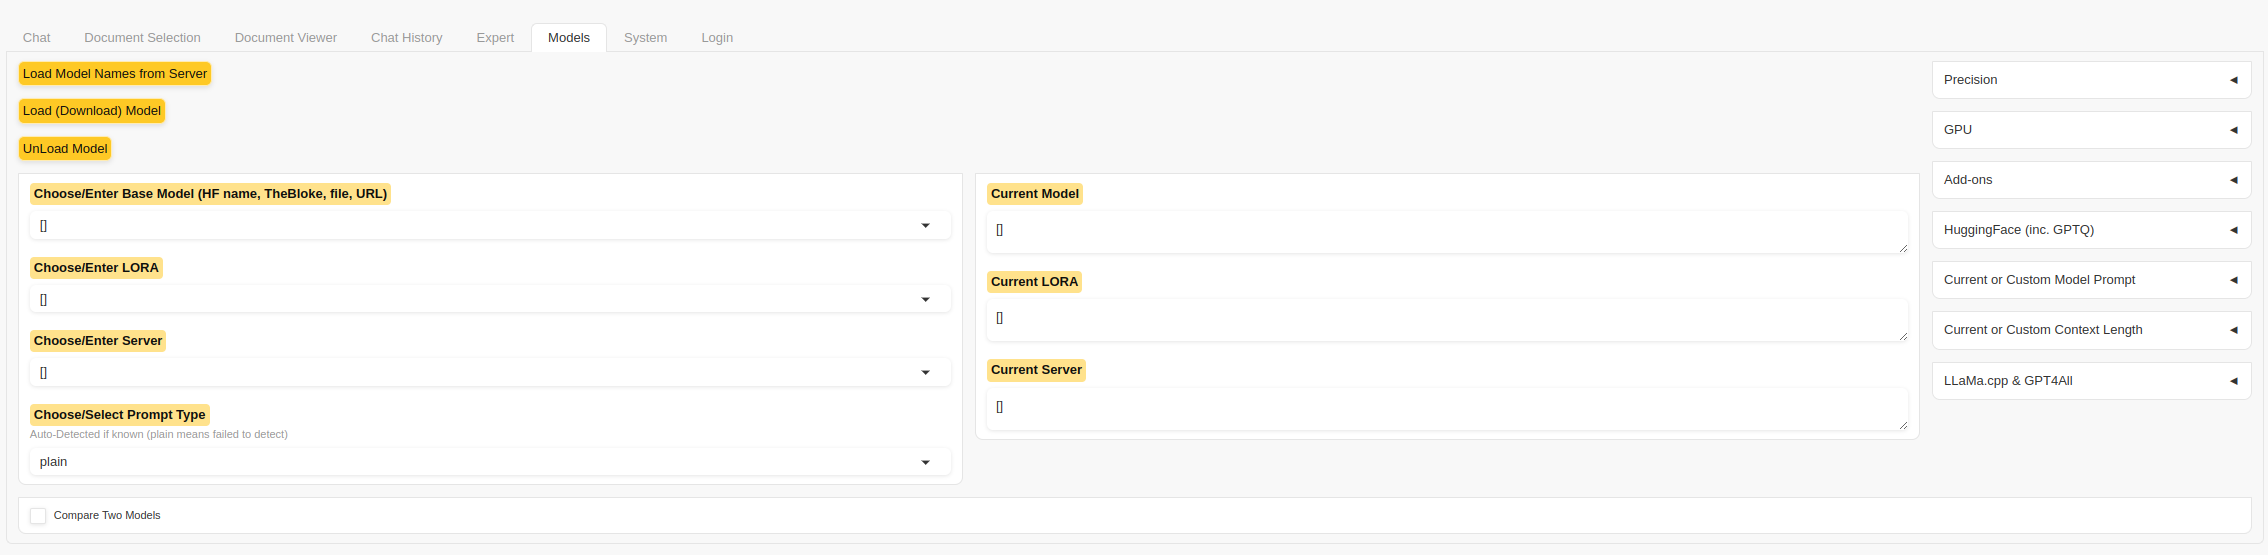 Chat Document Selection Document Viewer Chat History Expert Models System Login
Load Model Names from Server
Load (Download) Model
UnLoad Model
Choose/Enter Base Model (HF name, TheBloke, file, URL)
[]
Choose/Enter LORA
[]
Choose/Enter Server
[]
Choose/Select Prompt Type
Auto-Detected if known (plain means failed to detect)
plain
Current Model
[]
Current LORA
[]
Current Server
[]
Precision
GPU
Add-ons
HuggingFace (inc. GPTQ)
Current or Custom Model Prompt
Current or Custom Context Length
LLaMa.cpp & GPT4All
Compare Two Models